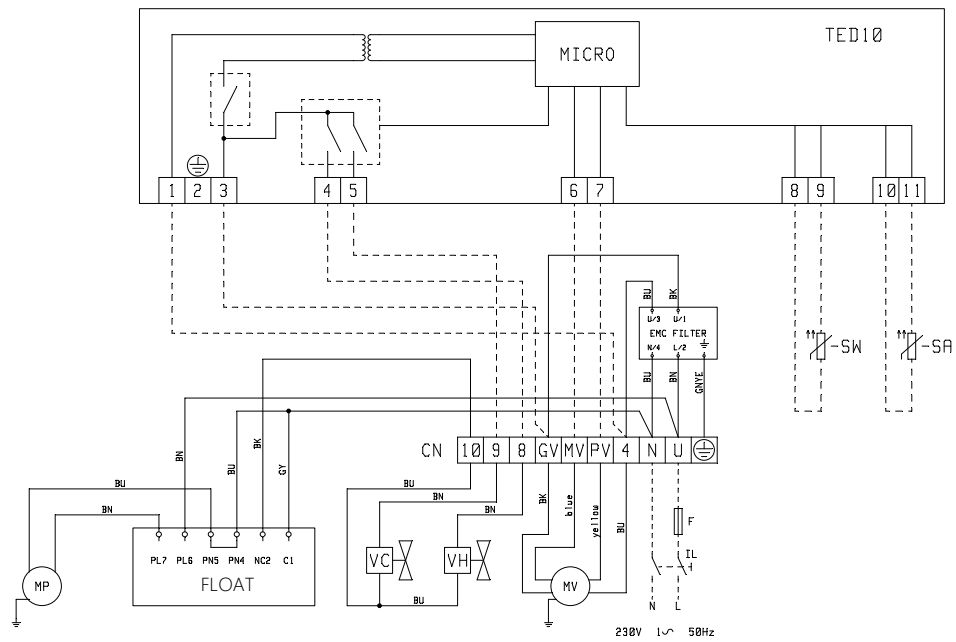 TED10
MICRO
1 2 3 4 5 6 7 8 9 10 11
BU BK
U/3 U/1
EMC FILTER
N/4 L/2
SW SA
BU BN GNYE
CN 10 9 8 GV MV PV 4 N U
BN BU BK GY
BU
BN
BU
BN
BN
BK blue yellow BU
F
IL
PL7 PL6 PN5 PN4 NC2 C1
FLOAT
MP
VC VH
MV
BU
N L
230V 1~ 50Hz